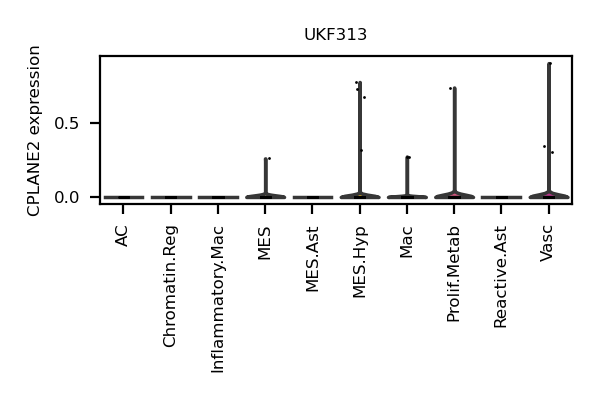 UKF313
CPLANE2 expression
0.5
0.0
AC
Chromatin.Reg
Inflammatory.Mac
MES
MES.Ast
MES.Hyp
Mac
Prolif.Metab
Reactive.Ast
Vasc